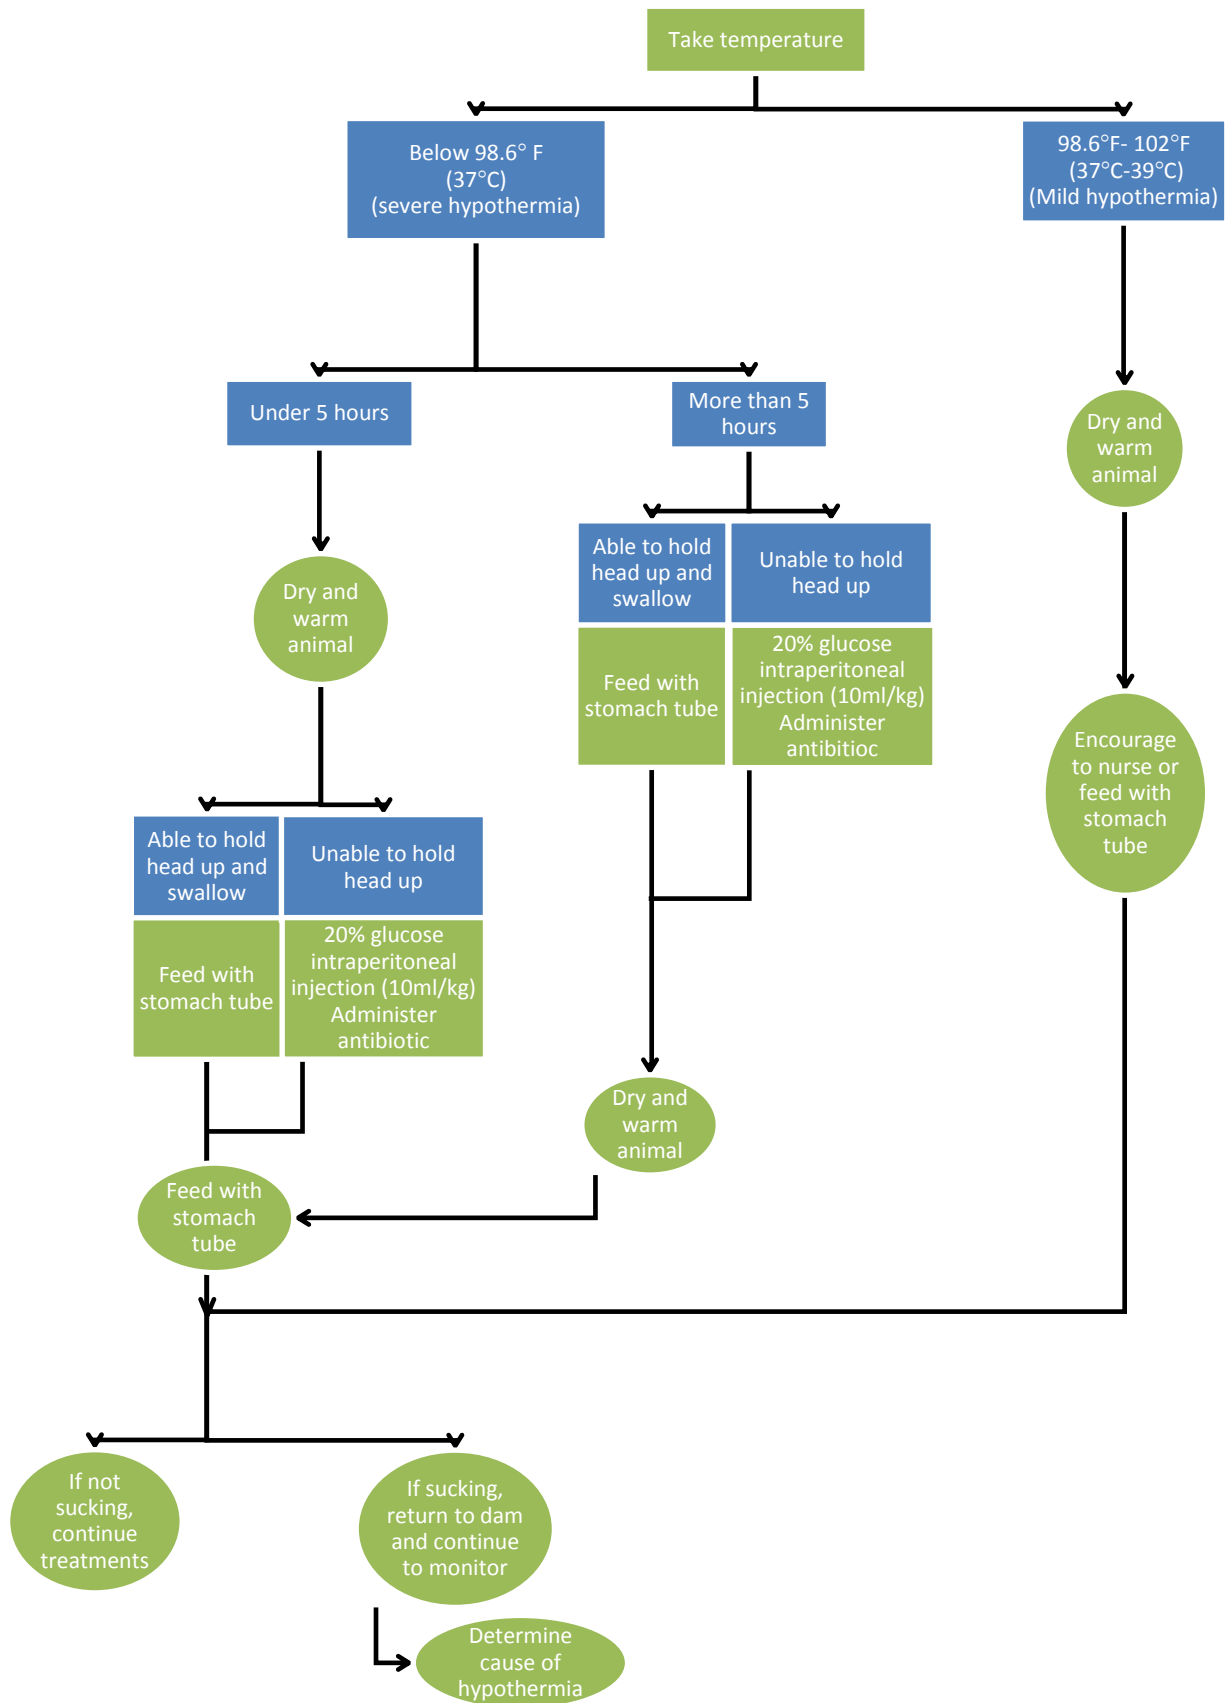 Take temperature
Below 98.6° F
(37°C)
(severe hypothermia)
98.6°F- 102°F
(37°C-39°C)
(Mild hypothermia)
Under 5 hours
More than 5
hours
Dry and
warm
animal
Able to hold
head up and
swallow
Unable to hold
head up
Dry and
warm
animal
Feed with
stomach tube
20% glucose
intraperitoneal
injection (10ml/kg)
Administer
antibitioc
Encourage
to nurse or
feed with
stomach
tube
Able to hold
head up and
swallow
Unable to hold
head up
Feed with
stomach tube
20% glucose
intraperitoneal
injection (10ml/kg)
Administer
antibiotic
Dry and
warm
animal
Feed with
stomach
tube
If not
sucking,
continue
treatments
If sucking,
return to dam
and continue
to monitor
Determine
cause of
hypothermia